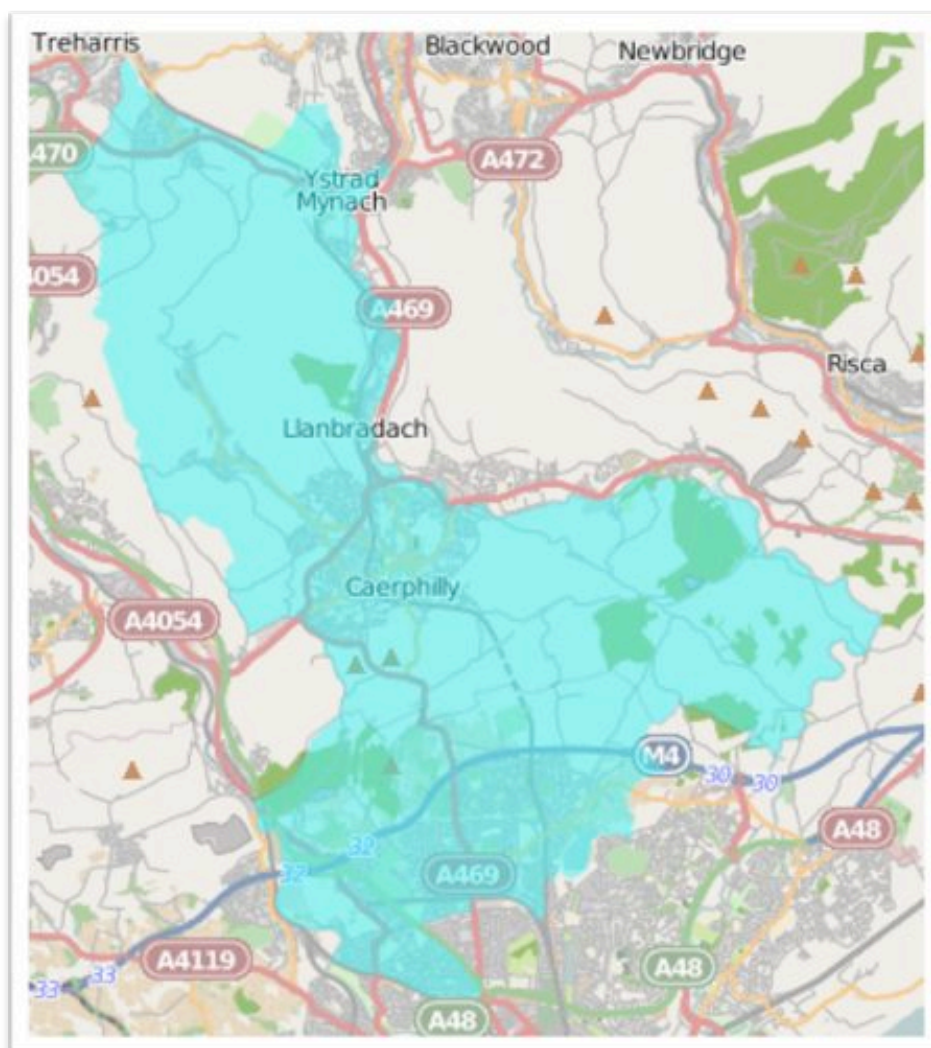 Treharris
Blackwood
Newbridge
A470
A472
Ystrad
Mynach
4054
A469
Risca
Llanbradach
Caerphilly
A4054
M4
30
30
A48
32
32
A469
A4119
33
33
A48
A48